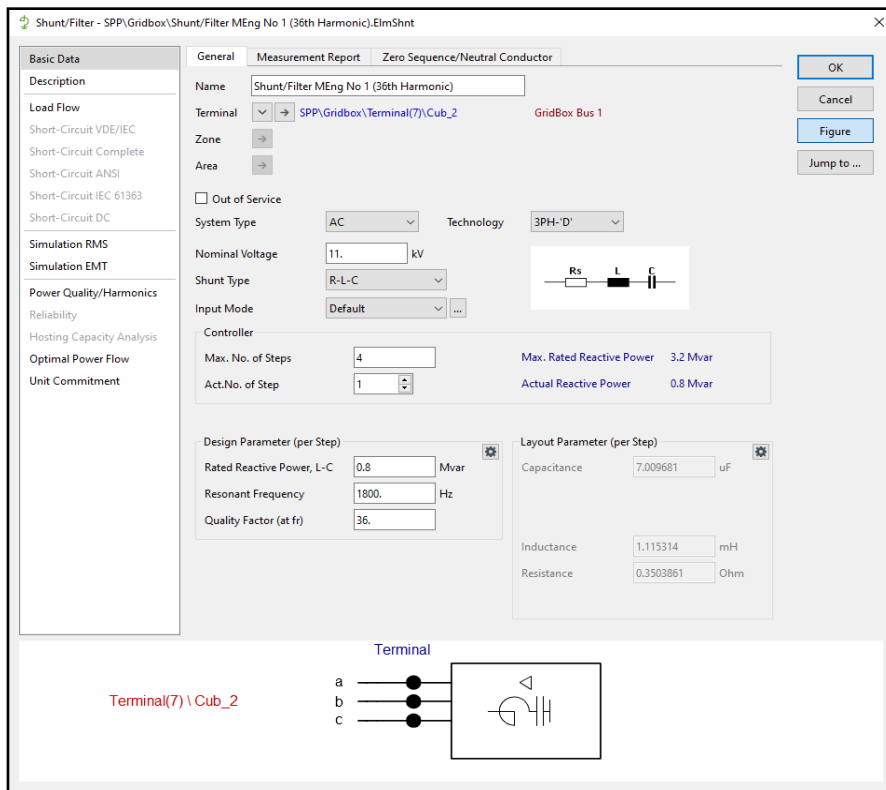 Shunt/Filter - SPP\Gridbox\Shunt/Filter MEng No 1 (36th Harmonic).ElmShnt
Basic Data
Description
Load Flow
Short-Circuit VDE/IEC
Short-Circuit Complete
Short-Circuit ANSI
Short-Circuit IEC 61363
Short-Circuit DC
Simulation RMS
Simulation EMT
Power Quality/Harmonics
Reliability
Hosting Capacity Analysis
Optimal Power Flow
Unit Commitment
General Measurement Report Zero Sequence/Neutral Conductor
Name Shunt/Filter MEng No 1 (36th Harmonic)
Terminal SPP\Gridbox\Terminal(7)\Cub_2 GridBox Bus 1
Zone
Area
Out of Service
System Type AC Technology 3PH-'D'
Nominal Voltage 11. kV
Shunt Type R-L-C
Input Mode Default ...
Rs L C
Controller
Max. No. of Steps 4 Max. Rated Reactive Power 3.2 Mvar
Act.No. of Step 1 Actual Reactive Power 0.8 Mvar
Design Parameter (per Step)
Rated Reactive Power, L-C 0.8 Mvar
Resonant Frequency 1800. Hz
Quality Factor (at fr) 36.
Layout Parameter (per Step)
Capacitance 7.009681 uF
Inductance 1.115314 mH
Resistance 0.3503861 Ohm
OK
Cancel
Figure
Jump to ...
Terminal
Terminal(7) \ Cub_2
a
b
c